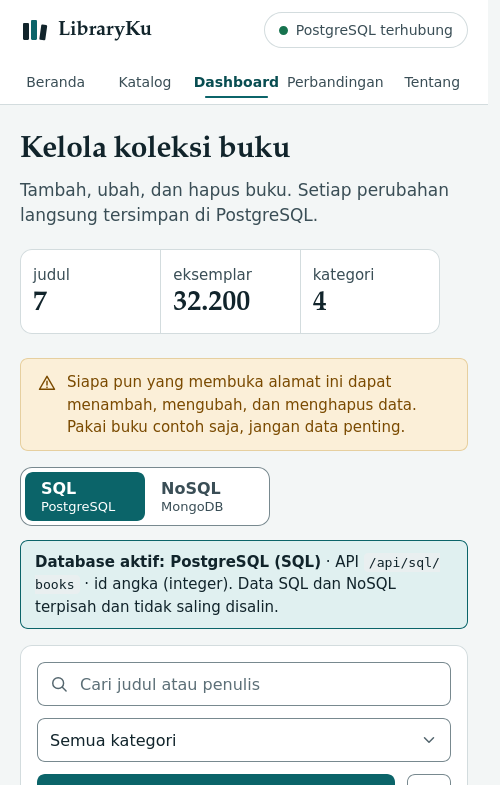 LibraryKu
PostgreSQL terhubung
Beranda Katalog Dashboard Perbandingan Tentang
Kelola koleksi buku
Tambah, ubah, dan hapus buku. Setiap perubahan
langsung tersimpan di PostgreSQL.
judul
7
eksemplar
32.200
kategori
4
Siapa pun yang membuka alamat ini dapat
menambah, mengubah, dan menghapus data.
Pakai buku contoh saja, jangan data penting.
SQL
PostgreSQL
NoSQL
MongoDB
Database aktif: PostgreSQL (SQL) · API /api/sql/
books · id angka (integer). Data SQL dan NoSQL
terpisah dan tidak saling disalin.
Cari judul atau penulis
Semua kategori